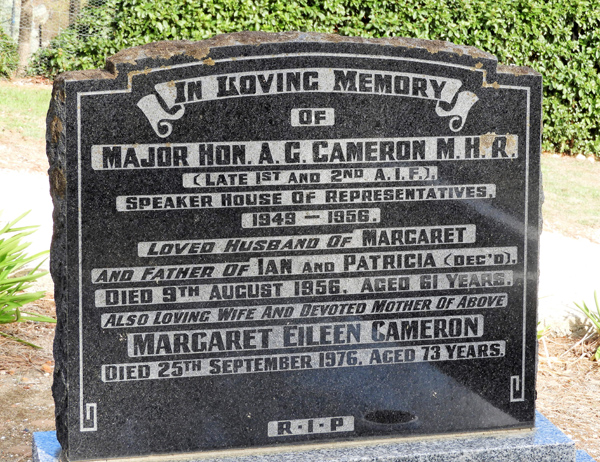 IN LOVING MEMORY
OF
MAJOR HON. A. G. CAMERON M.H.R.
(LATE 1ST AND 2ND A.I.F.).
SPEAKER HOUSE OF REPRESENTATIVES.
1949 — 1956.
LOVED HUSBAND OF MARGARET
AND FATHER OF IAN AND PATRICIA (DEC'D).
DIED 9TH AUGUST 1956. AGED 61 YEARS.
ALSO LOVING WIFE AND DEVOTED MOTHER OF ABOVE
MARGARET EILEEN CAMERON
DIED 25TH SEPTEMBER 1976. AGED 73 YEARS.
R·I·P